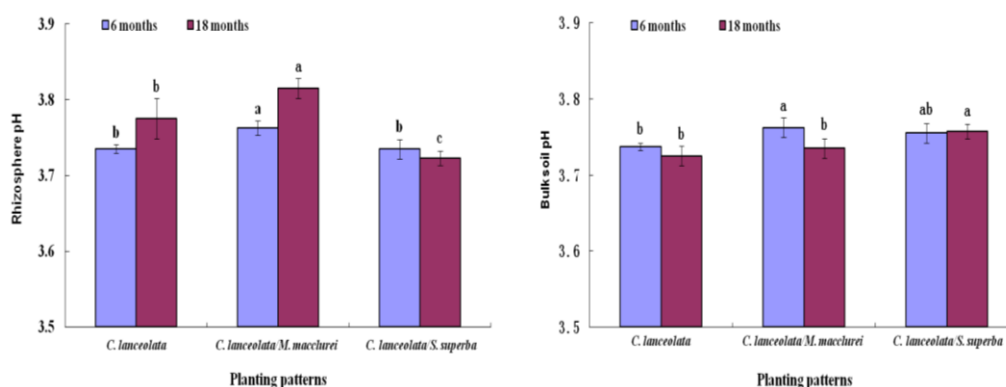 3.9
6 months 18 months
3.8
3.7
3.6
3.5
Rhizosphere pH
b b a a b c
C. lanceolata C. lanceolata/M. macclurei C. lanceolata/S. superba
Planting patterns
3.9
6 months 18 months
3.8
3.7
3.6
3.5
Bulk soil pH
b b a b ab a
C. lanceolata C. lanceolata/M. macclurei C. lanceolata/S. superba
Planting patterns